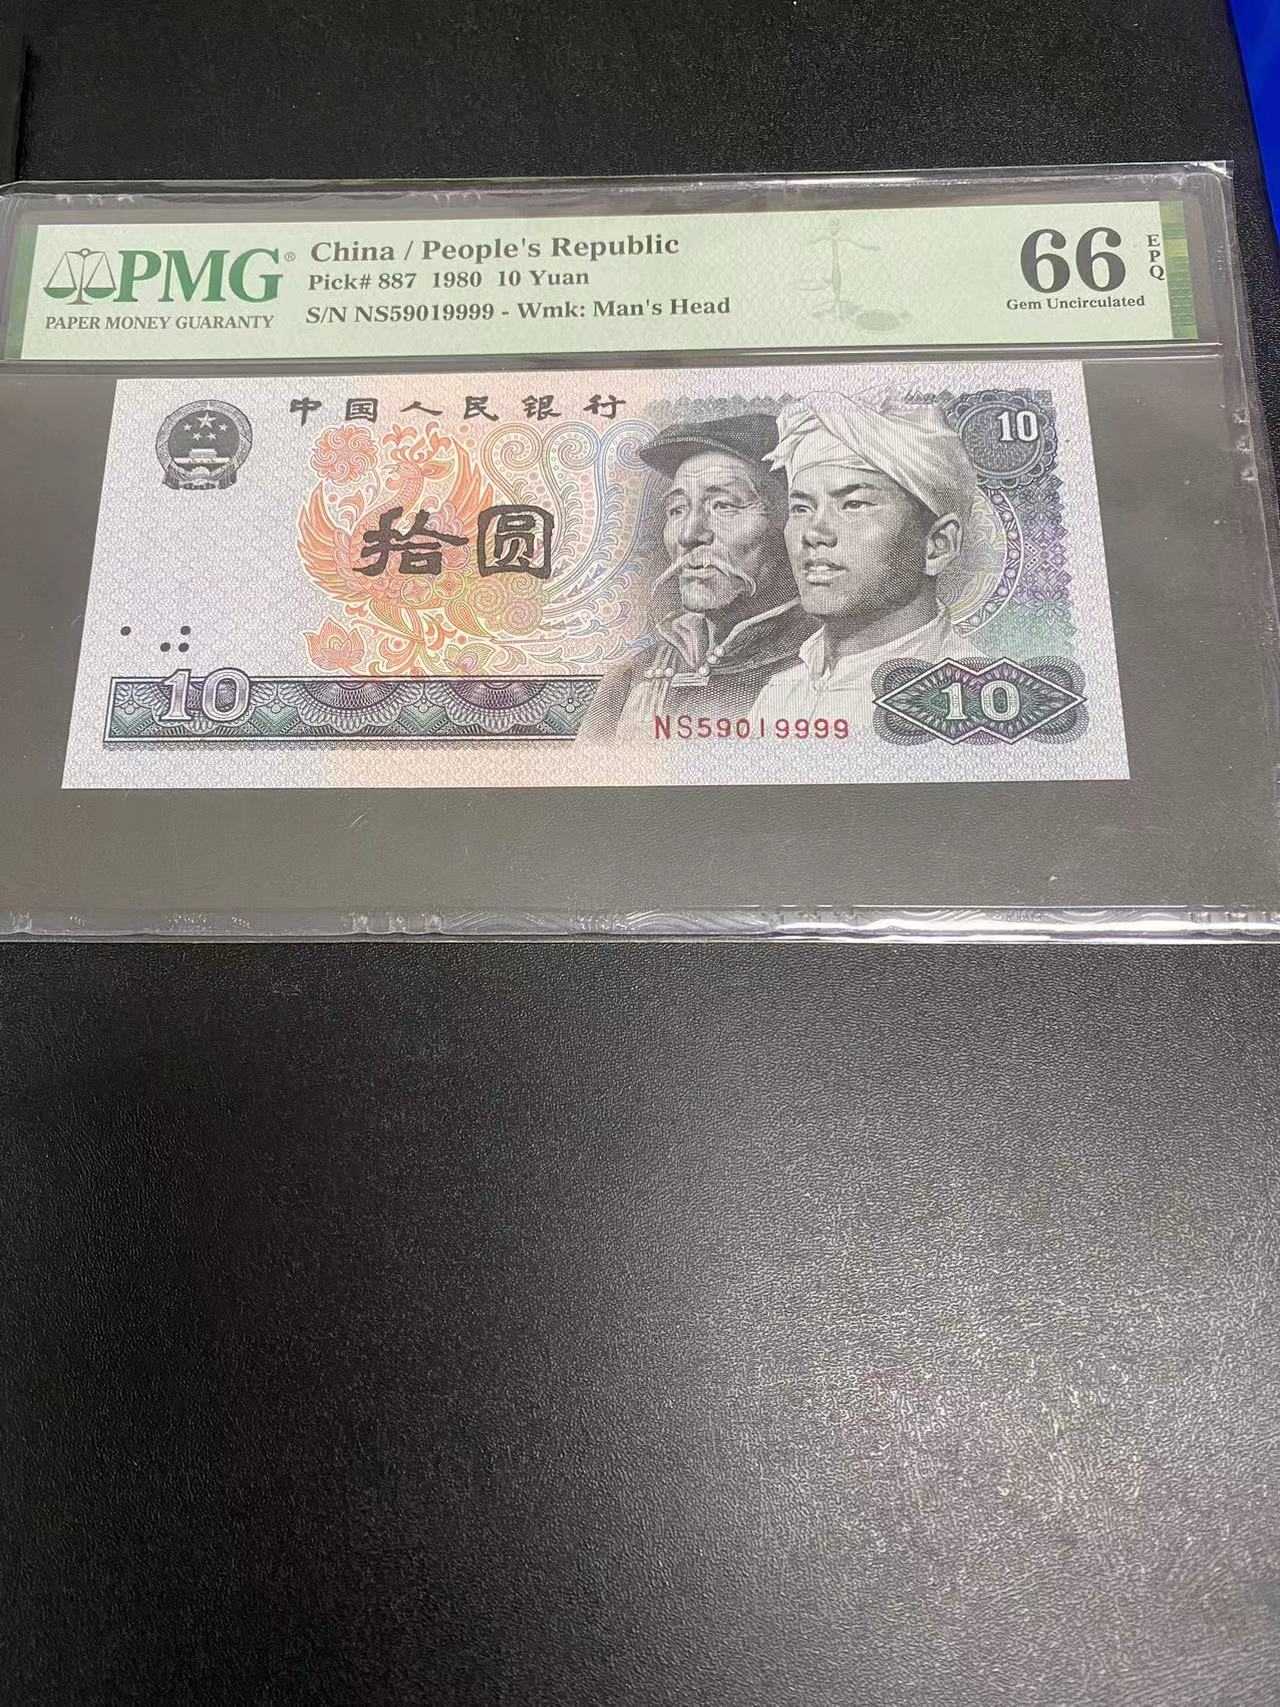 PMG®
PAPER MONEY GUARANTY
China / People's Republic
Pick# 887 1980 10 Yuan
S/N NS59019999 - Wmk: Man's Head
66 EPQ
Gem Uncirculated
中国人民银行
10
拾圆
10
NS59019999
10